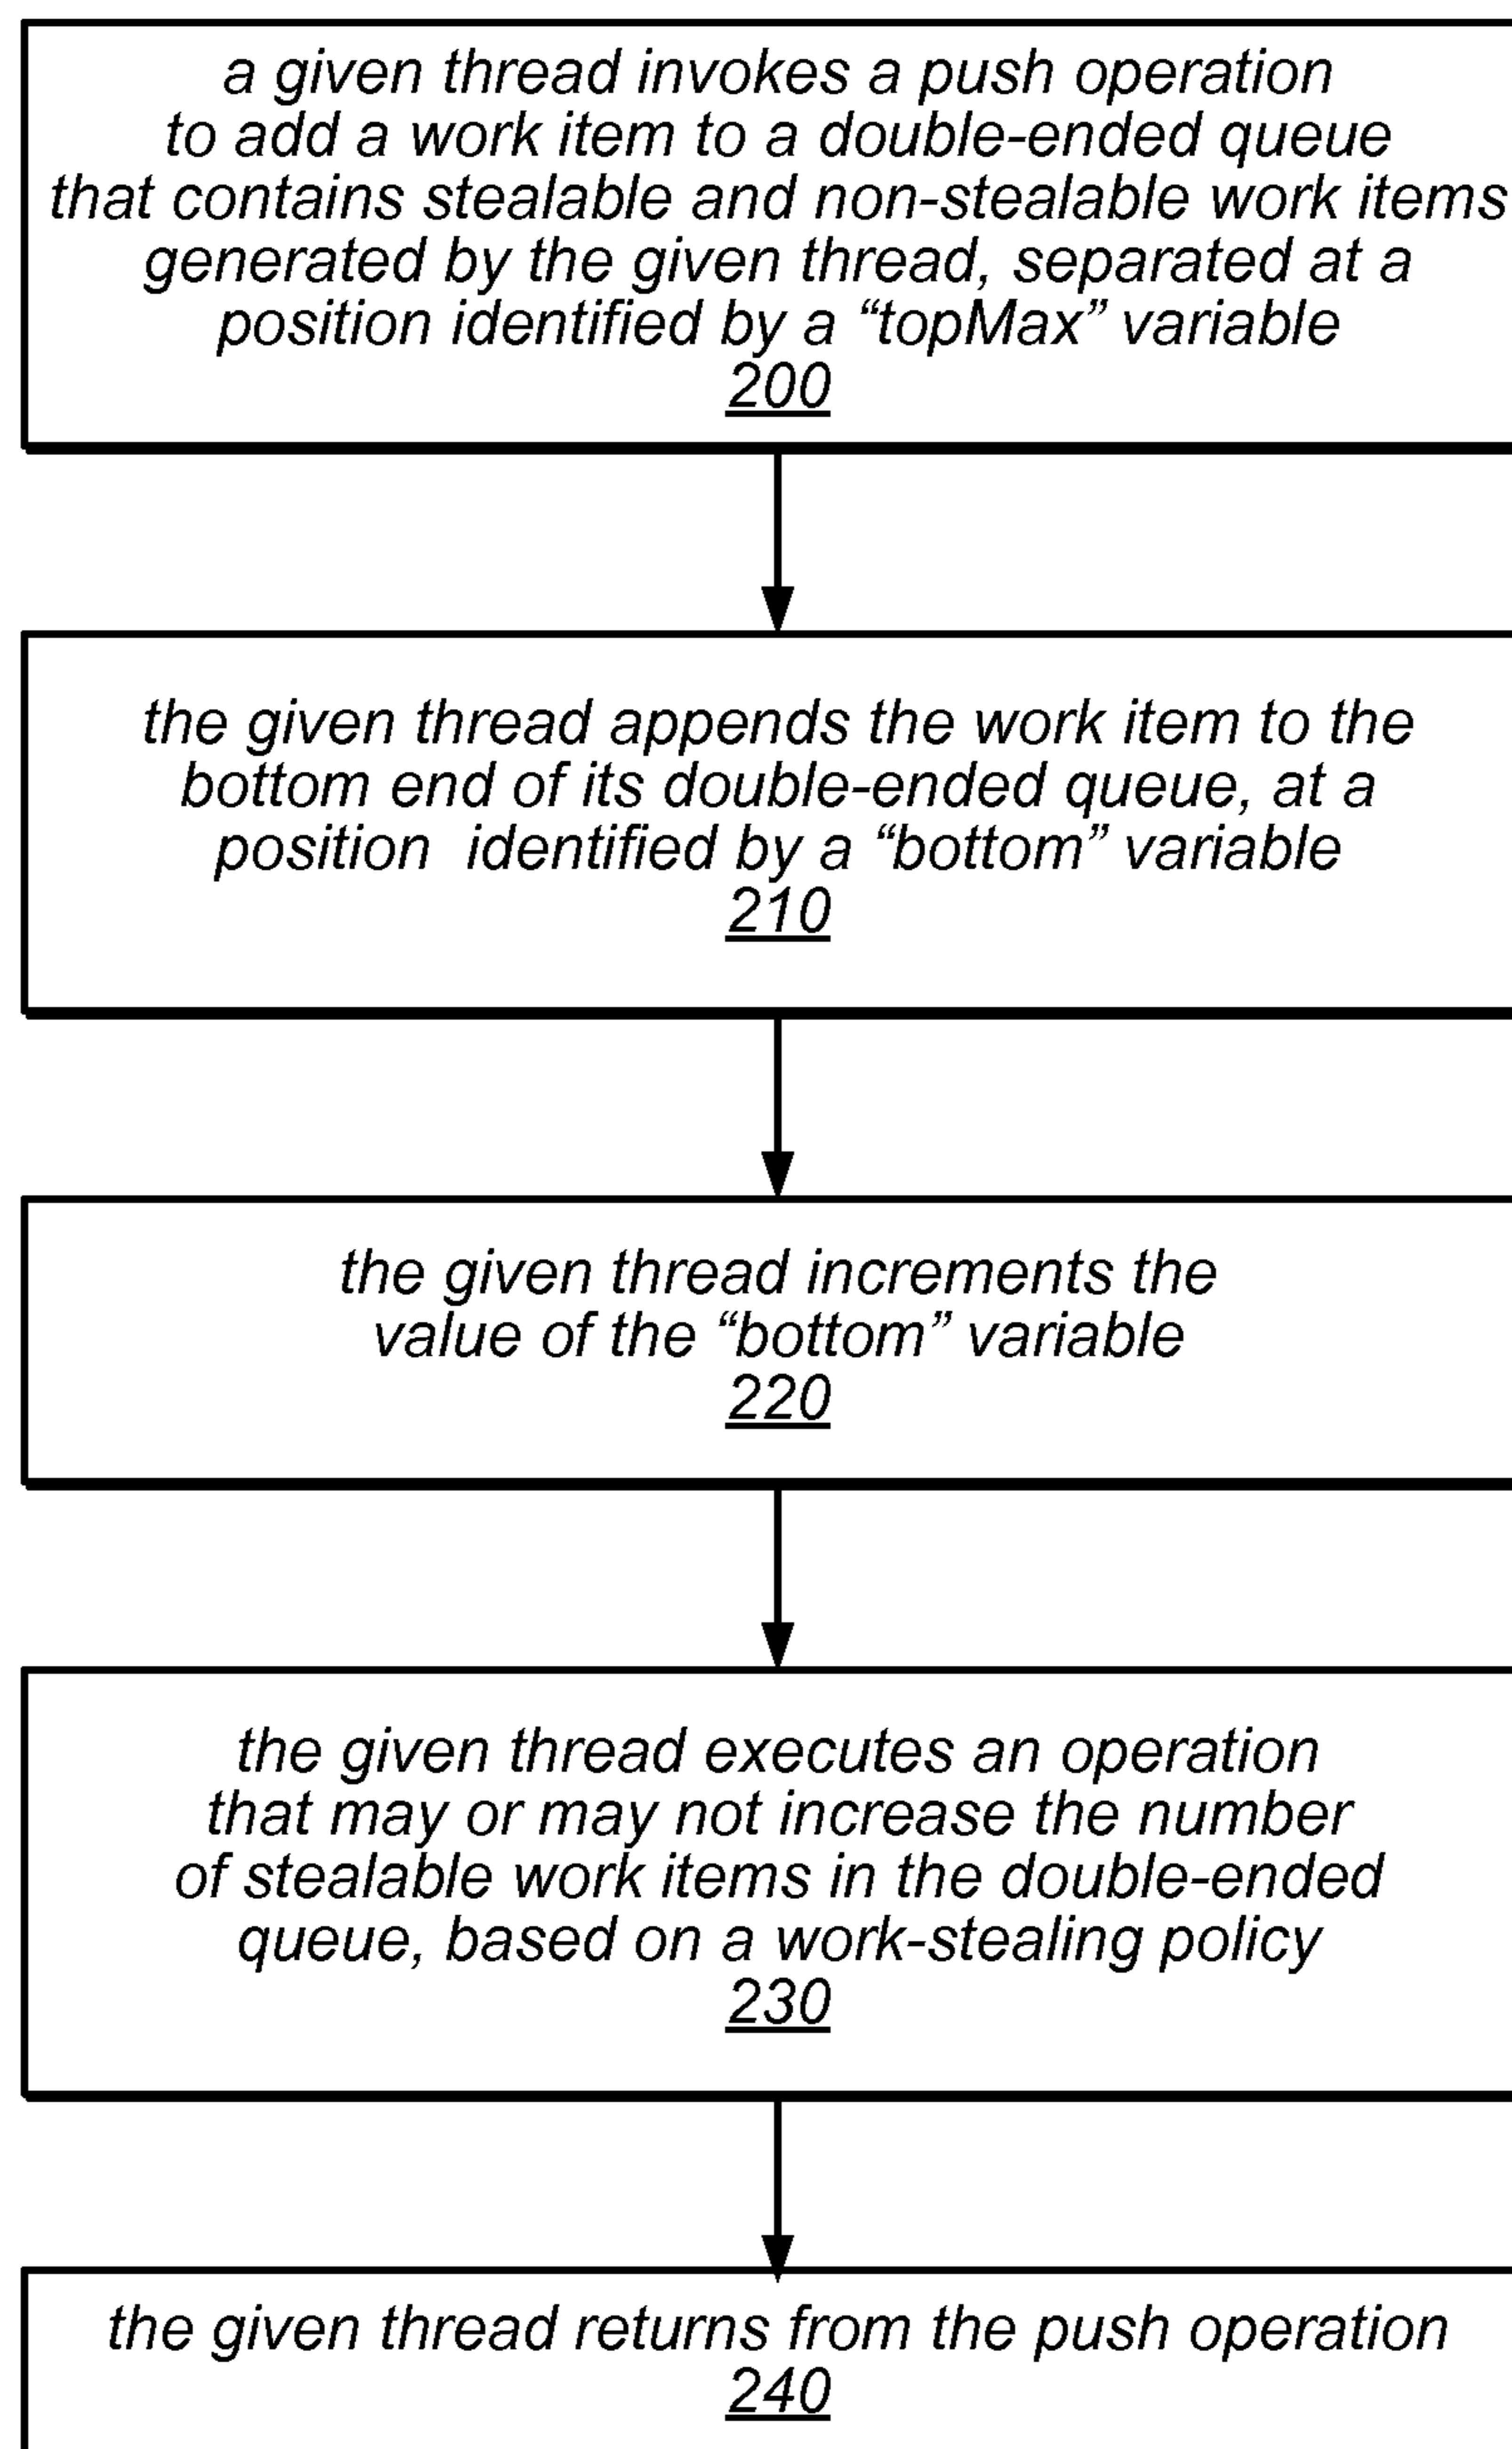 a given thread invokes a push operation
to add a work item to a double-ended queue
that contains stealable and non-stealable work items
generated by the given thread, separated at a
position identified by a “topMax” variable
200
the given thread appends the work item to the
bottom end of its double-ended queue, at a
position identified by a “bottom” variable
210
the given thread increments the
value of the “bottom” variable
220
the given thread executes an operation
that may or may not increase the number
of stealable work items in the double-ended
queue, based on a work-stealing policy
230
the given thread returns from the push operation
240